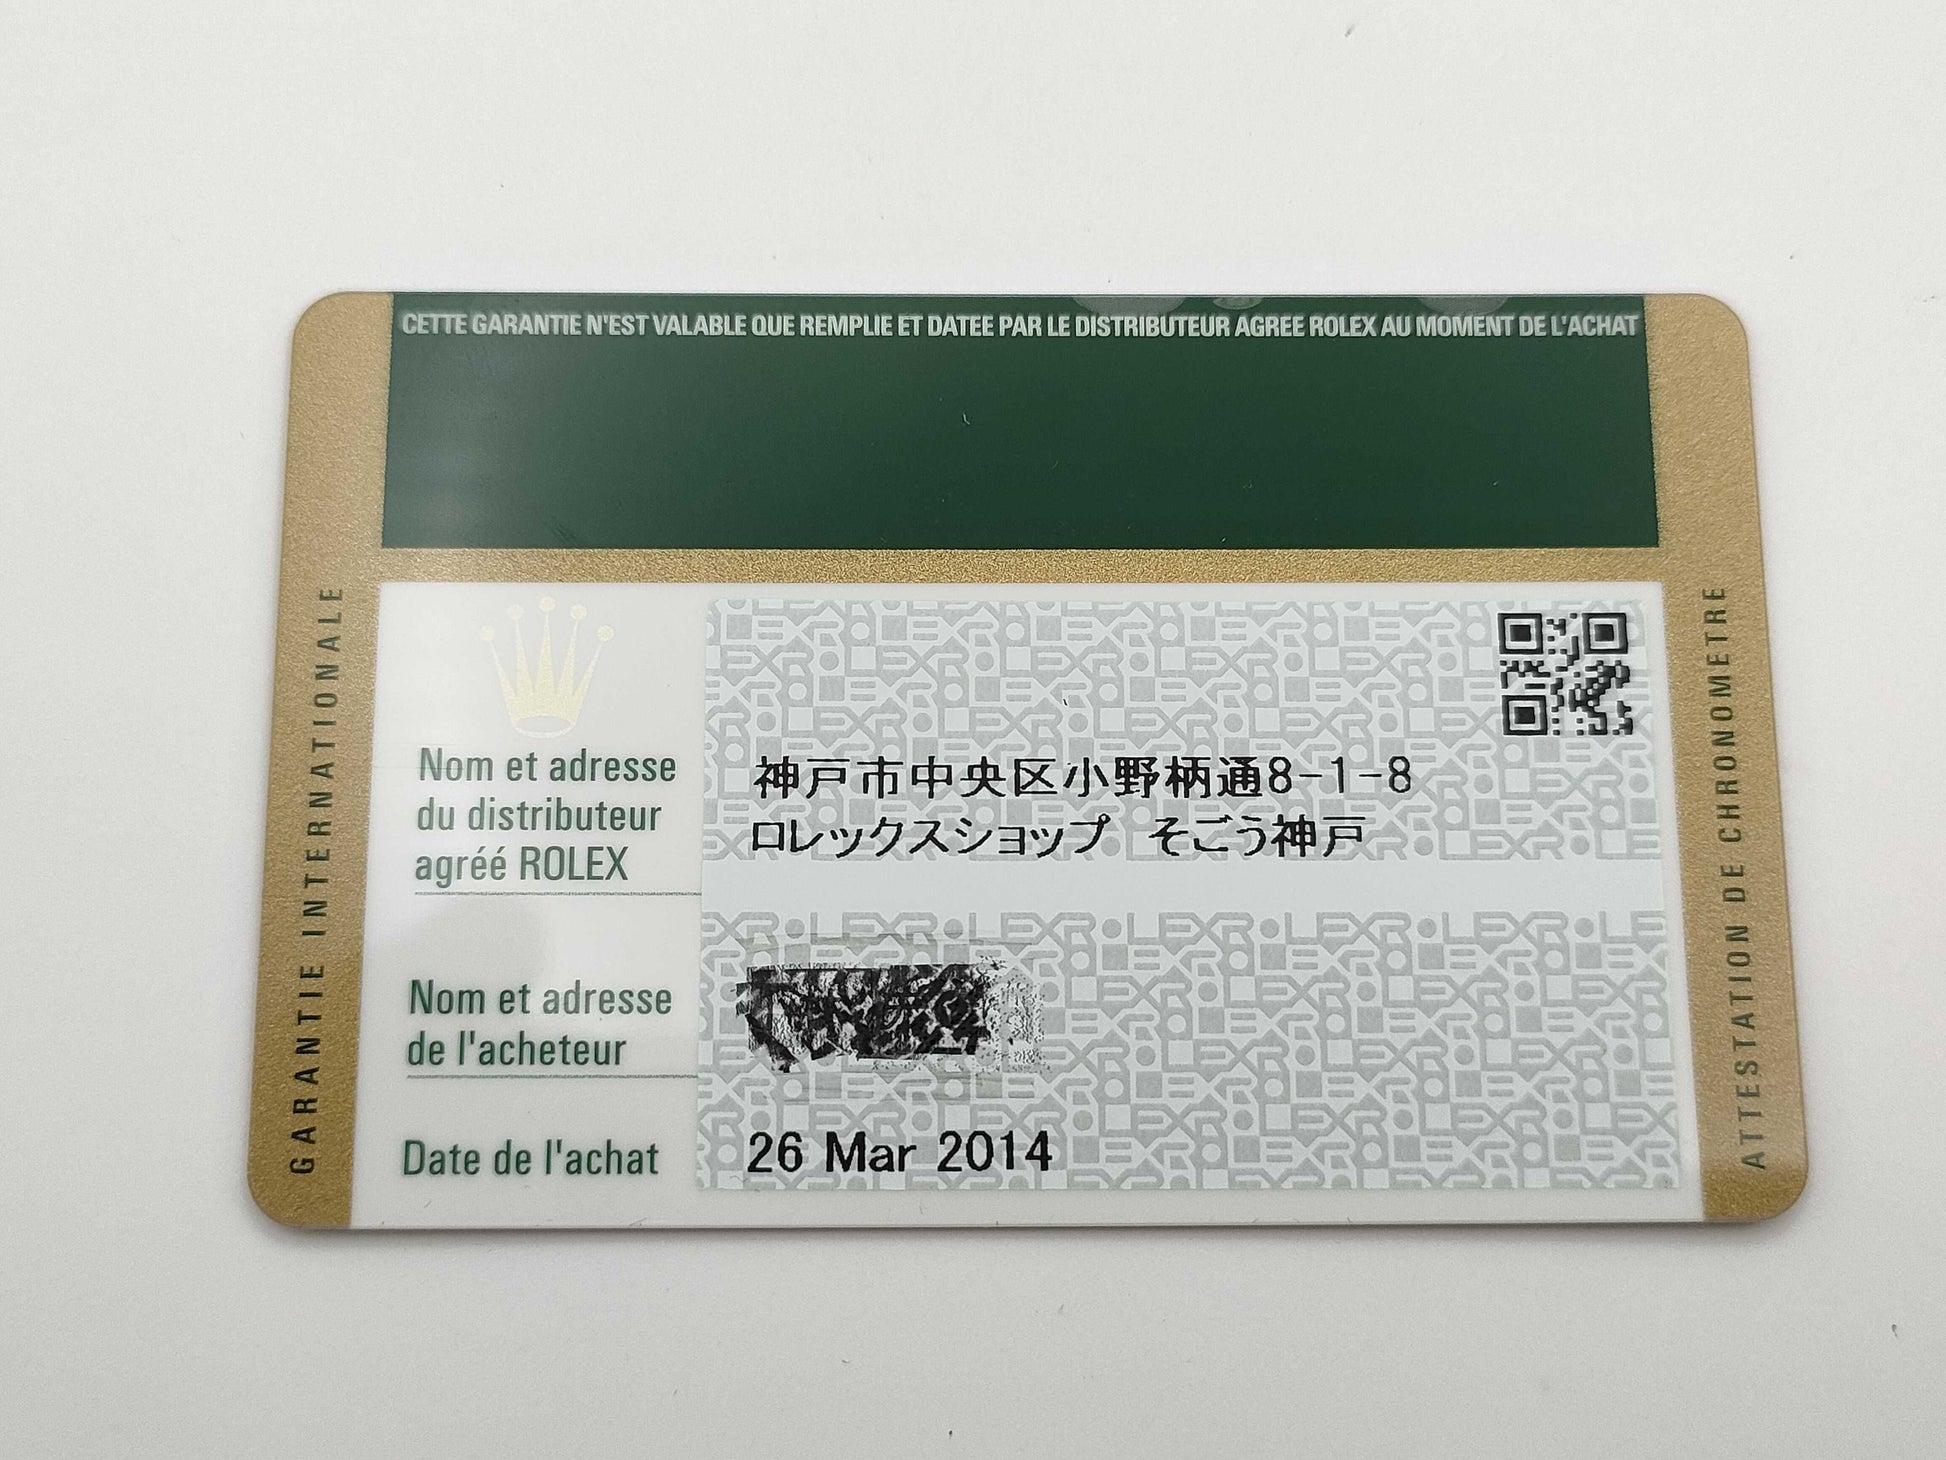 CETTE GARANTIE N'EST VALABLE QUE REMPLIE ET DATEE PAR LE DISTRIBUTEUR AGREE ROLEX AU MOMENT DE L'ACHAT
GARANTIE INTERNATIONALE
Nom et adresse
du distributeur
agréé ROLEX
神戸市中央区小野柄通8-1-8
ロレックスショップ そごう神戸
Nom et adresse
de l'acheteur
Date de l'achat
26 Mar 2014
ATTESTATION DE CHRONOMETRE